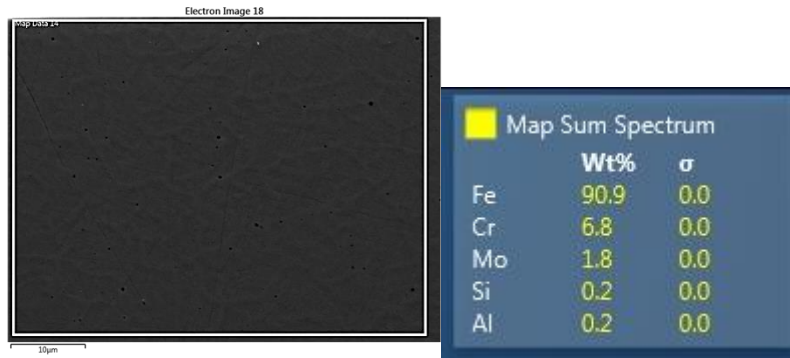 Electron Image 18
Map Data 14
10µm
Map Sum Spectrum
Wt% σ
Fe 90.9 0.0
Cr 6.8 0.0
Mo 1.8 0.0
Si 0.2 0.0
Al 0.2 0.0